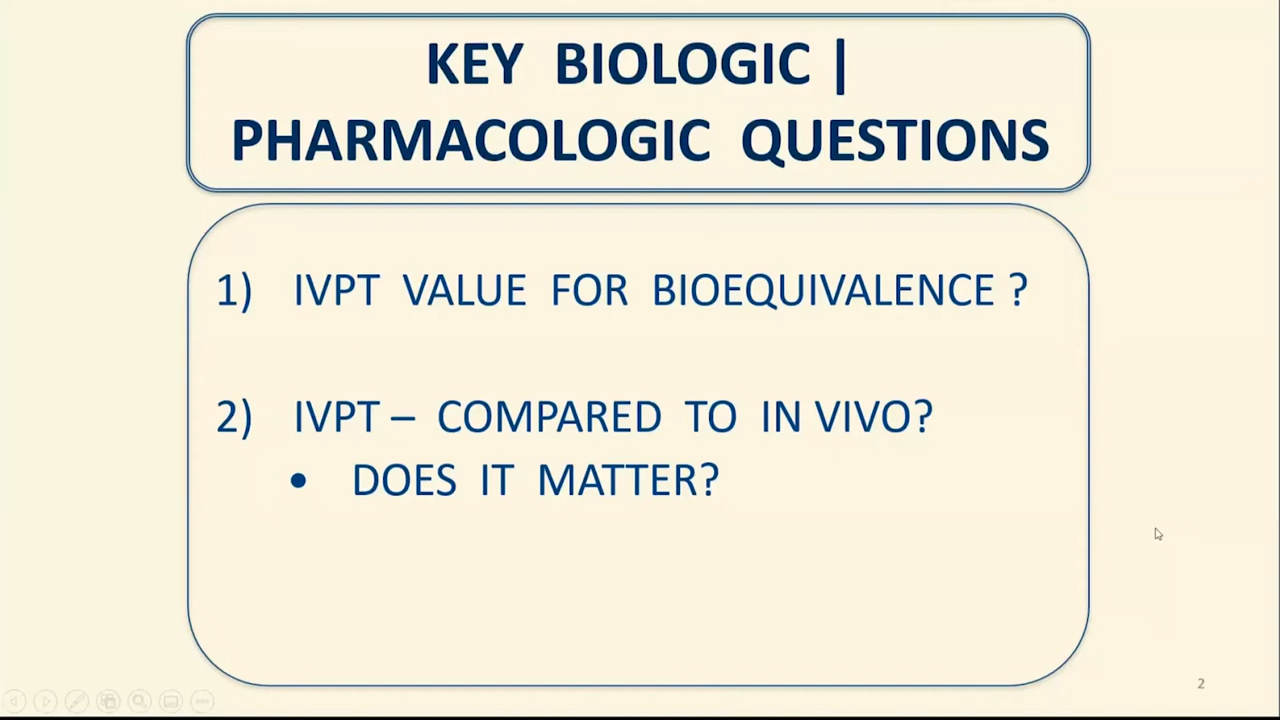 KEY BIOLOGIC |
PHARMACOLOGIC QUESTIONS
1) IVPT VALUE FOR BIOEQUIVALENCE ?
2) IVPT – COMPARED TO IN VIVO?
• DOES IT MATTER?
2